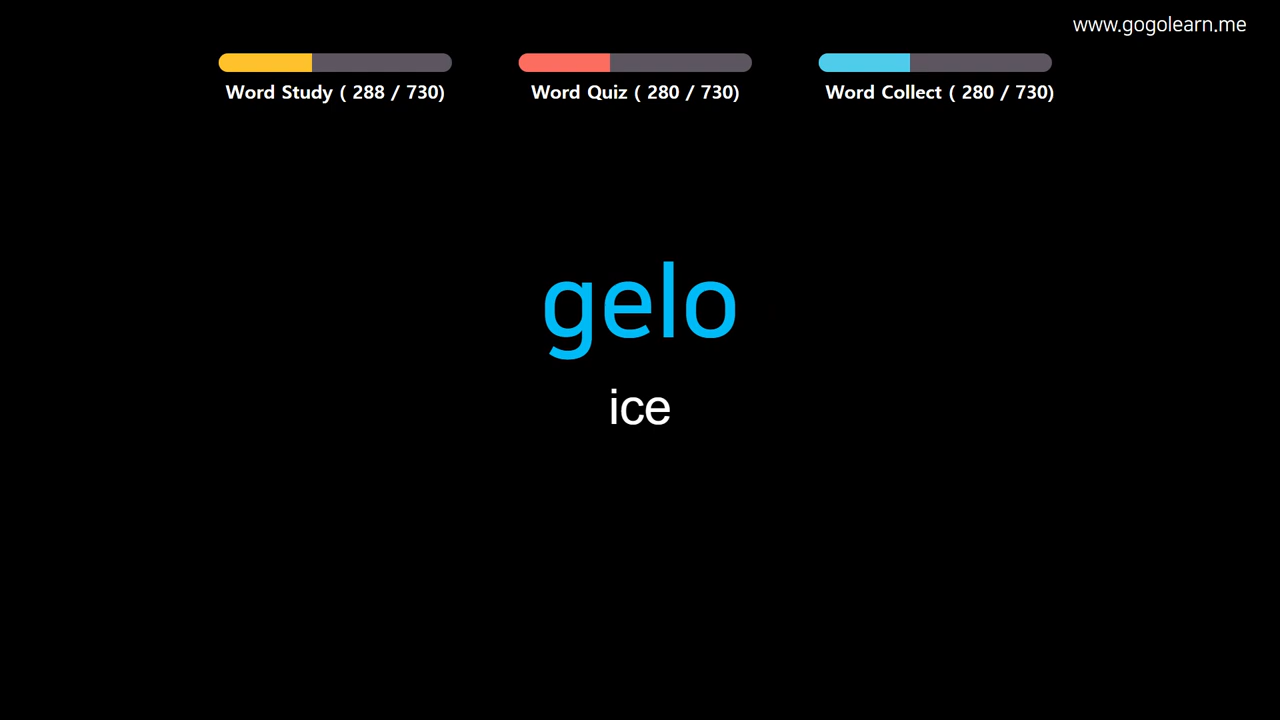 www.gogolearn.me
Word Study ( 288 / 730)
Word Quiz ( 280 / 730)
Word Collect ( 280 / 730)
gelo
ice